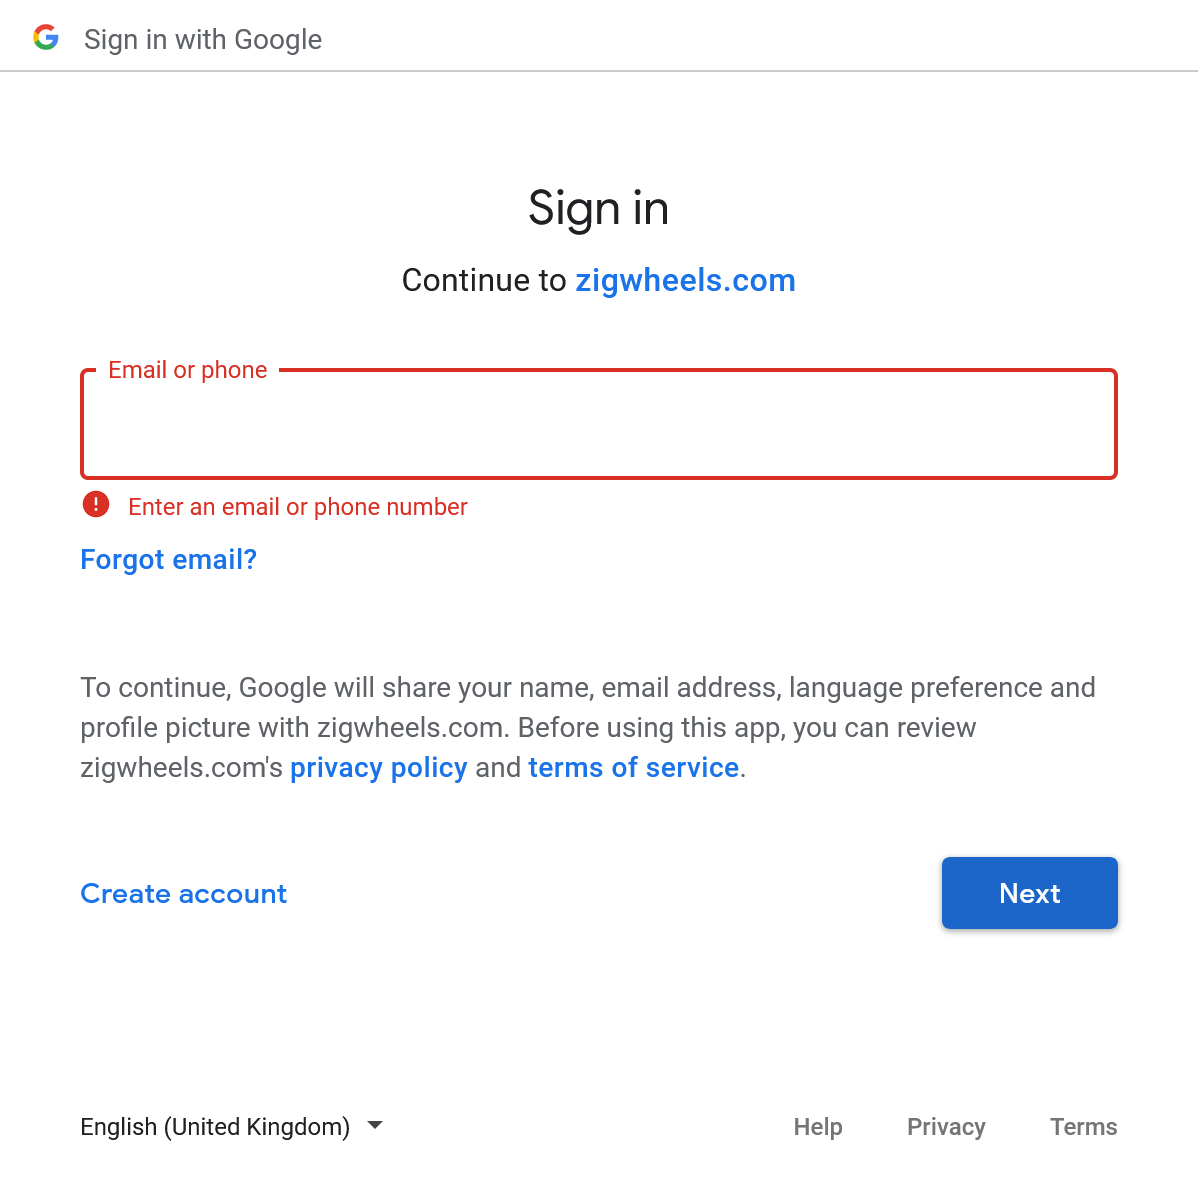 Sign in with Google
Sign in
Continue to zigwheels.com
Email or phone
Enter an email or phone number
Forgot email?
To continue, Google will share your name, email address, language preference and
profile picture with zigwheels.com. Before using this app, you can review
zigwheels.com's privacy policy and terms of service.
Create account
Next
English (United Kingdom)
Help
Privacy
Terms